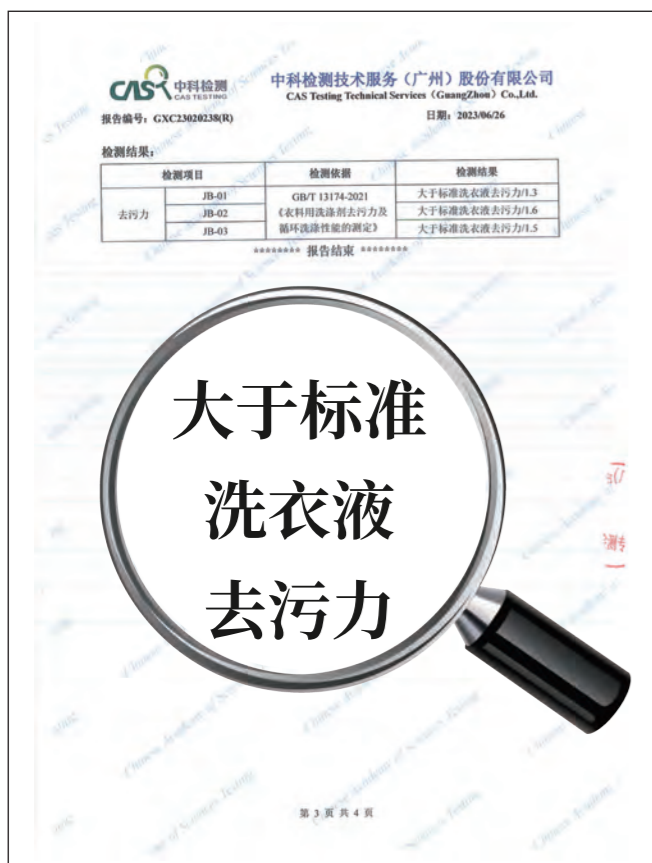 CAS 中科检测
CAS TESTING
中科检测技术服务（广州）股份有限公司
CAS Testing Technical Services (GuangZhou) Co.,Ltd.
报告编号: GXC23020238(R)
日期: 2023/06/26
检测结果:
检测项目 检测依据 检测结果
去污力
JB-01 大于标准洗衣液去污力/1.3
JB-02 大于标准洗衣液去污力/1.6
JB-03 大于标准洗衣液去污力/1.5
GB/T 13174-2021
《衣料用洗涤剂去污力及
循环洗涤性能的测定》
******** 报告结束 ********
大于标准
洗衣液
去污力
第 3 页 共 4 页
Chinese Academy of Sciences Testing